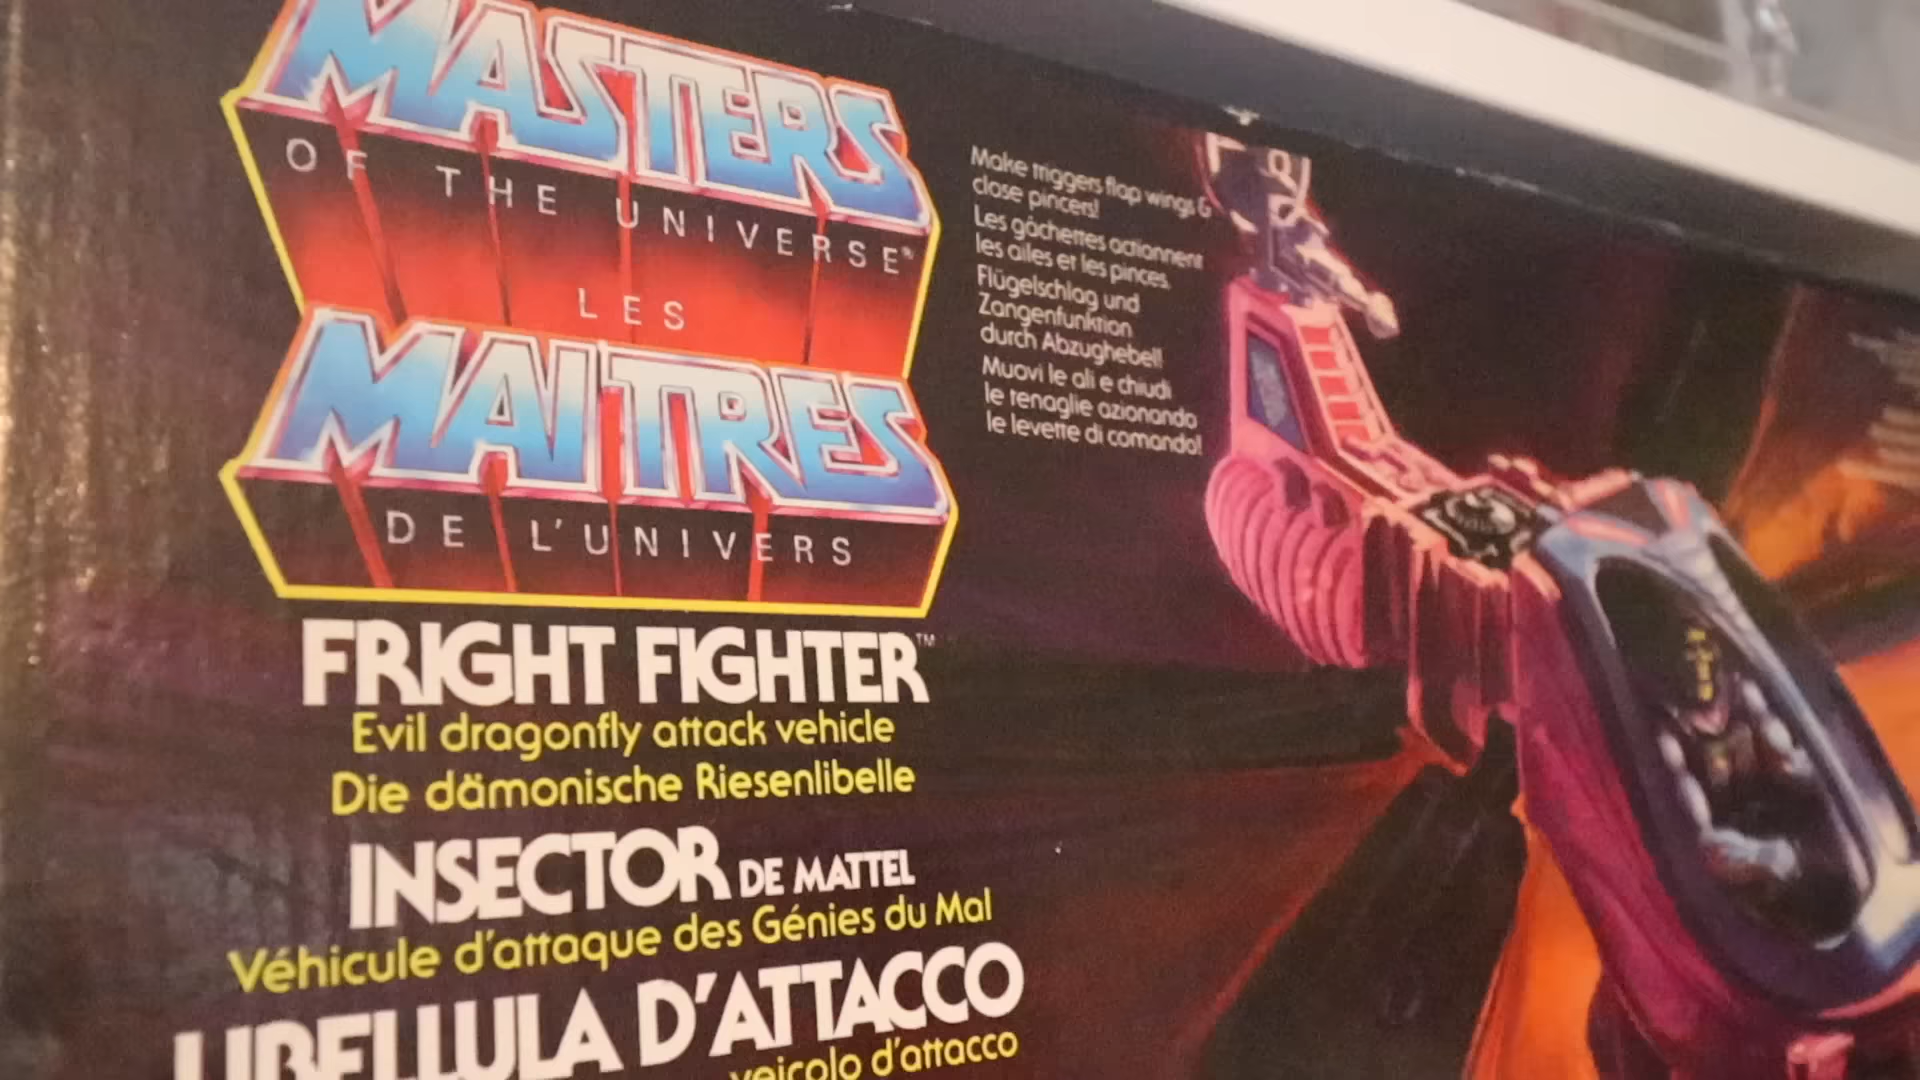 MASTERS
OF THE UNIVERSE®
LES
MAITRES
DE L'UNIVERS
FRIGHT FIGHTER™
Evil dragonfly attack vehicle
Die dämonische Riesenlibelle
INSECTOR DE MATTEL
Véhicule d'attaque des Génies du Mal
LIBELLULA D'ATTACCO
veicolo d'attacco
Make triggers flap wings &
close pincers!
Les gâchettes actionnent
les ailes et les pinces.
Flügelschlag und
Zangenfunktion
durch Abzughebel!
Muovi le ali e chiudi
le tenaglie azionando
le levette di comando!